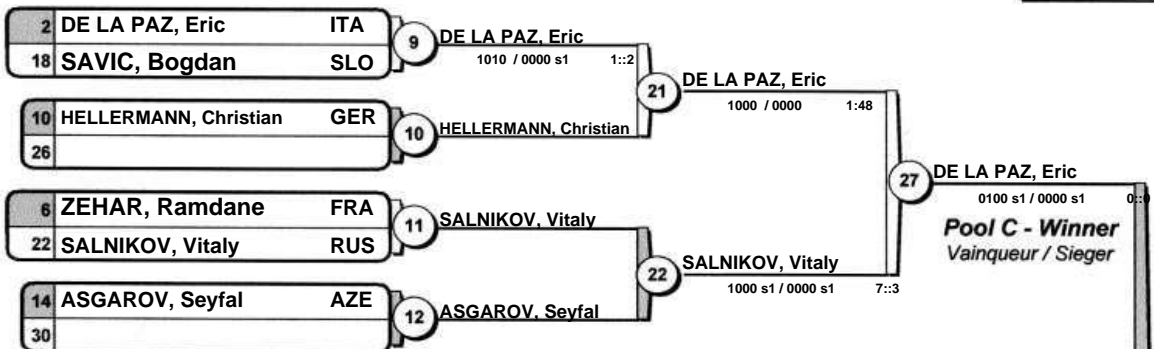 2 DE LA PAZ, Eric ITA
18 SAVIC, Bogdan SLO
9
DE LA PAZ, Eric
1010 / 0000 s1 1::2
10 HELLERMANN, Christian GER
26
10
HELLERMANN, Christian
21
DE LA PAZ, Eric
1000 / 0000 1:48
6 ZEHAR, Ramdane FRA
22 SALNIKOV, Vitaly RUS
11
SALNIKOV, Vitaly
14 ASGAROV, Seyfal AZE
30
12
ASGAROV, Seyfal
22
SALNIKOV, Vitaly
1000 s1 / 0000 s1 7::3
27
DE LA PAZ, Eric
0100 s1 / 0000 s1 0::0
Pool C - Winner
Vainqueur / Sieger